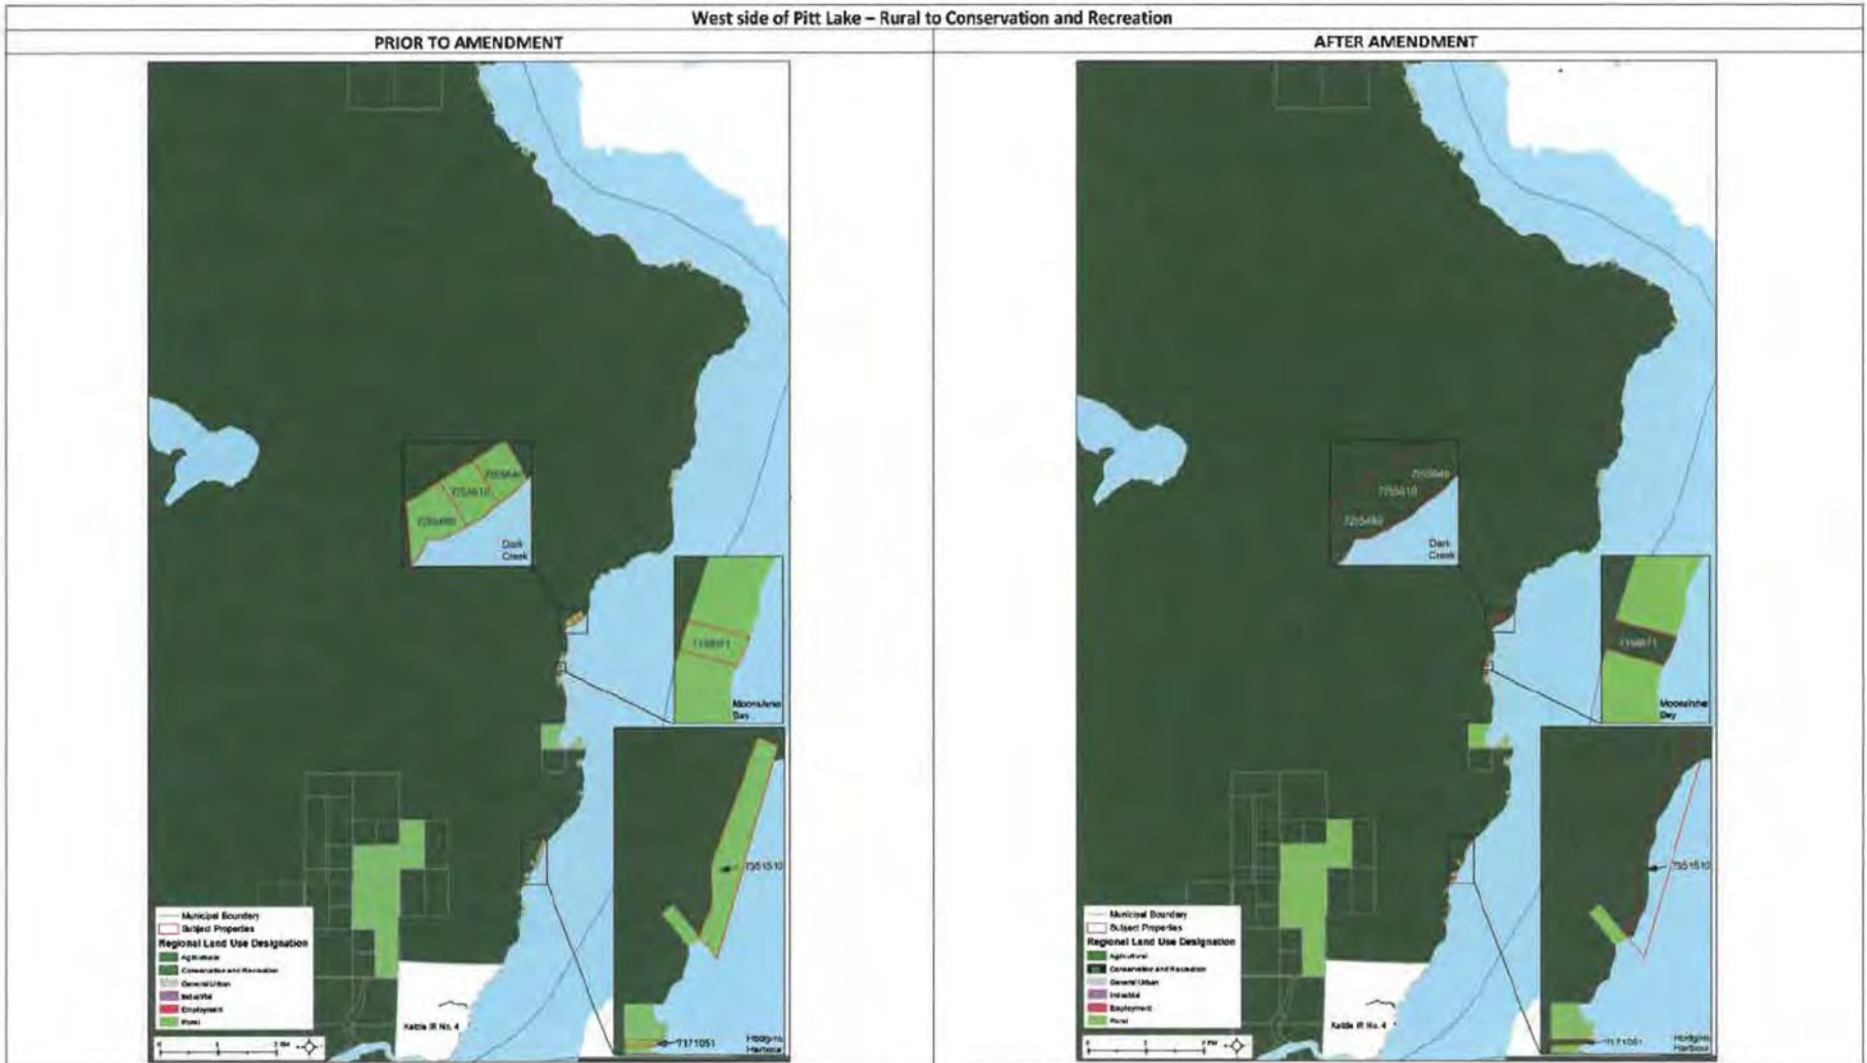 West side of Pitt Lake – Rural to Conservation and Recreation
PRIOR TO AMENDMENT
Dark
Creek
Moonshine
Bay
7351510
7171051
Hodgins
Harbour
Municipal Boundary
Subject Properties
Regional Land Use Designation
Agricultural
Conservation and Recreation
General Urban
Industrial
Employment
Rural
Katzie IR No. 4
AFTER AMENDMENT
7755610
Dark
Creek
Moonshine
Bay
7351510
7171051
Hodgins
Harbour
Municipal Boundary
Subject Properties
Regional Land Use Designation
Agricultural
Conservation and Recreation
General Urban
Industrial
Employment
Rural
Katzie IR No. 4